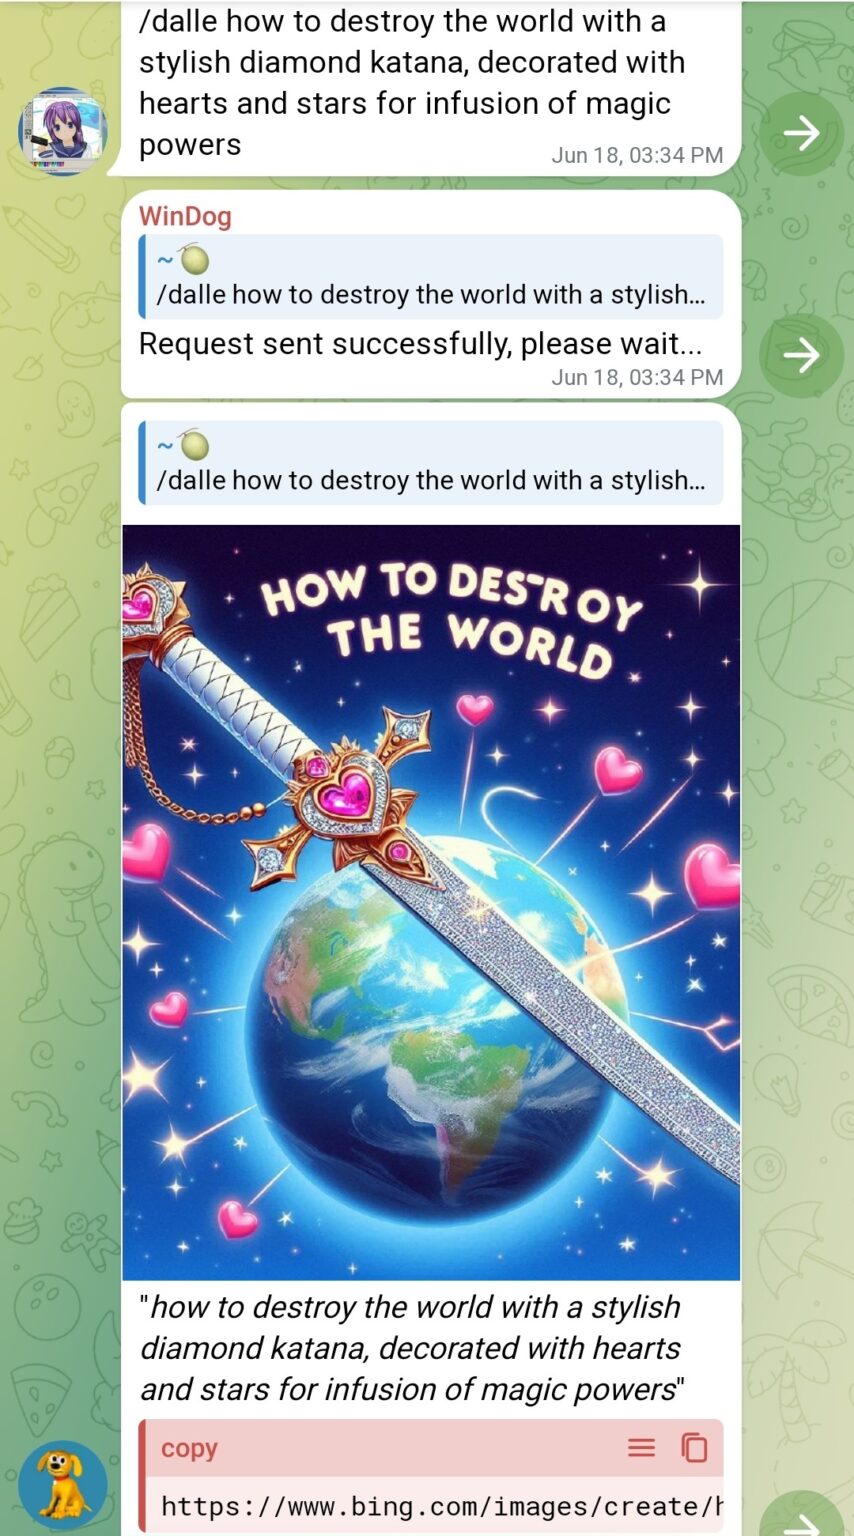 /dalle how to destroy the world with a
stylish diamond katana, decorated with
hearts and stars for infusion of magic
powers
Jun 18, 03:34 PM
WinDog
~🍈
/dalle how to destroy the world with a stylish...
Request sent successfully, please wait...
Jun 18, 03:34 PM
~🍈
/dalle how to destroy the world with a stylish...
HOW TO DESTROY
THE WORLD
"how to destroy the world with a stylish
diamond katana, decorated with hearts
and stars for infusion of magic powers"
copy
https://www.bing.com/images/create/h